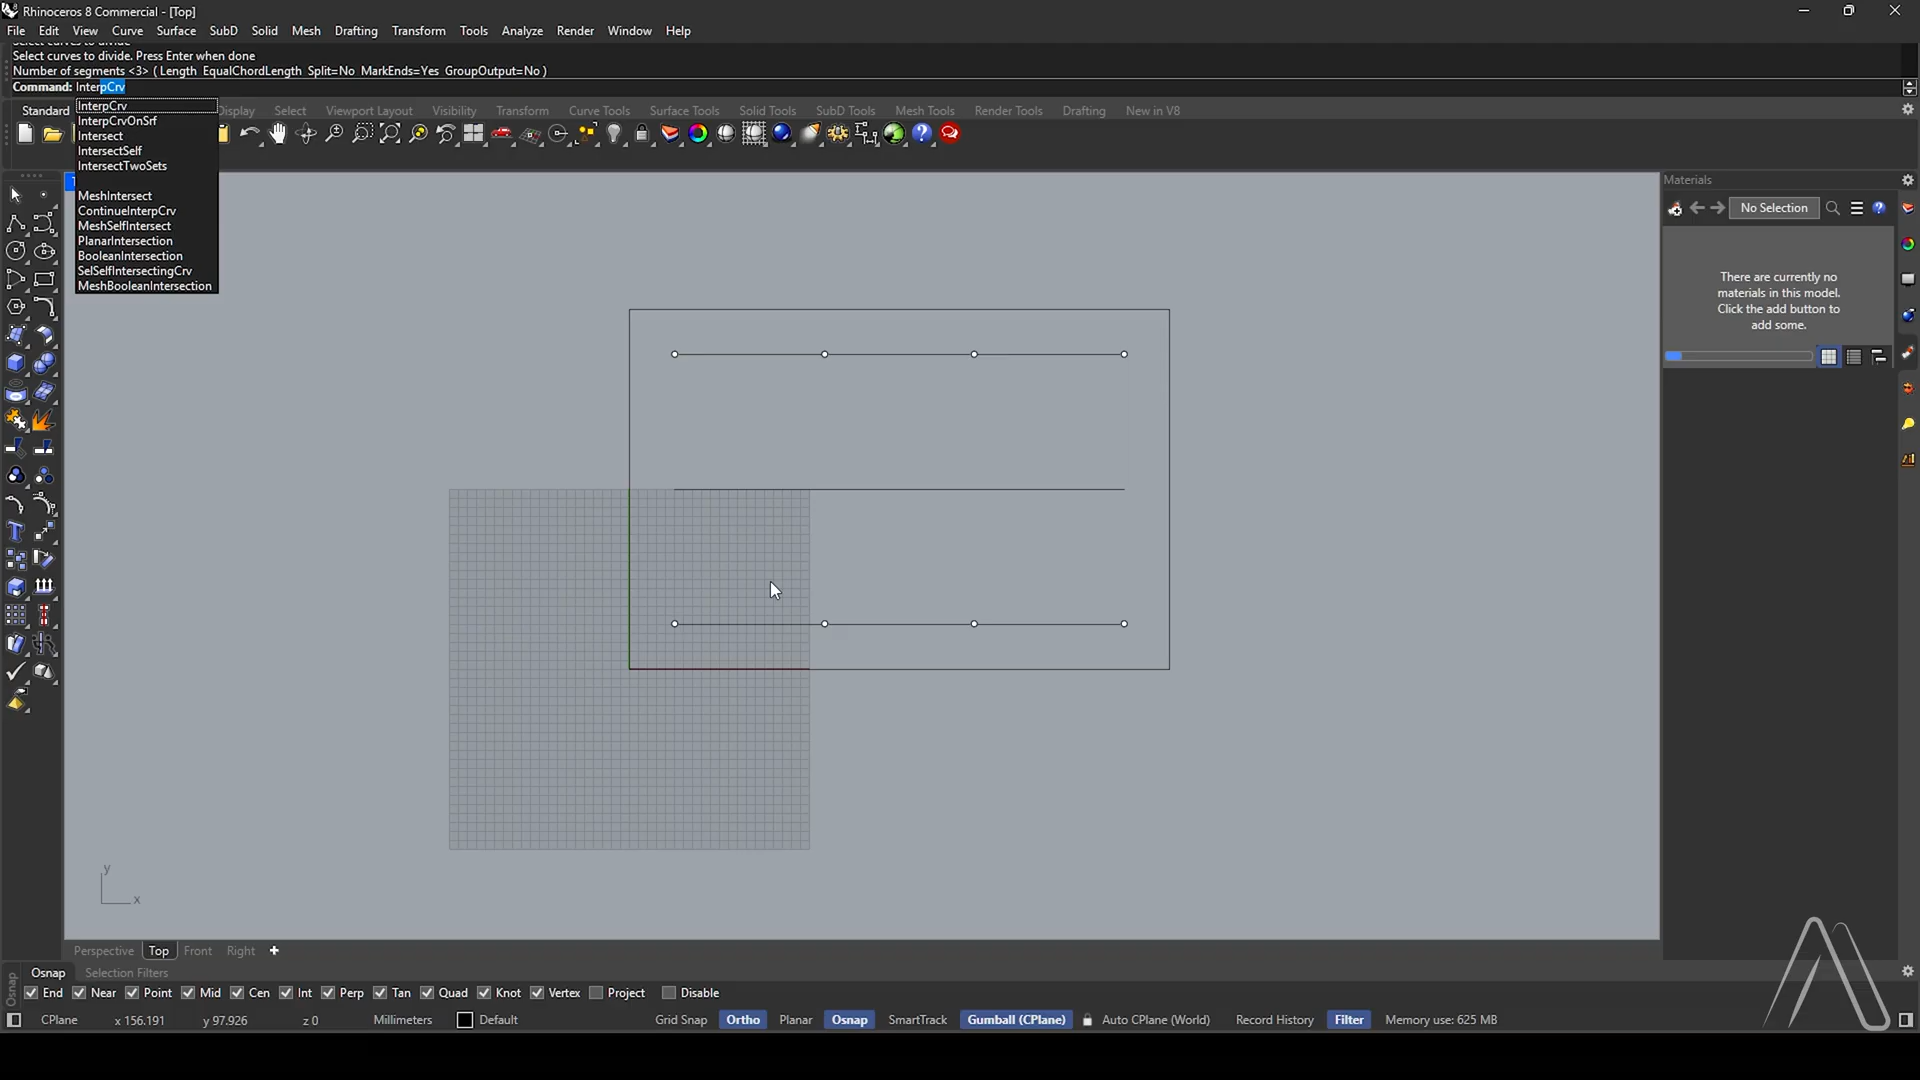 Rhinoceros 8 Commercial - [Top]
File Edit View Curve Surface SubD Solid Mesh Drafting Transform Tools Analyze Render Window Help
Select curves to divide
Select curves to divide. Press Enter when done
Number of segments <3> ( Length EqualChordLength Split=No MarkEnds=Yes GroupOutput=No )
Command: InterpCrv
Standard Display Select Viewport Layout Visibility Transform Curve Tools Surface Tools Solid Tools SubD Tools Mesh Tools Render Tools Drafting New in V8
InterpCrv
InterpCrvOnSrf
Intersect
IntersectSelf
IntersectTwoSets
MeshIntersect
ContinueInterpCrv
MeshSelfIntersect
PlanarIntersection
BooleanIntersection
SelSelfIntersectingCrv
MeshBooleanIntersection
Materials
No Selection
There are currently no
materials in this model.
Click the add button to
add some.
y
x
Perspective Top Front Right
Osnap Selection Filters
Osnap
End Near Point Mid Cen Int Perp Tan Quad Knot Vertex Project Disable
CPlane x 156.191 y 97.926 z 0 Millimeters Default Grid Snap Ortho Planar Osnap SmartTrack Gumball (CPlane) Auto CPlane (World) Record History Filter Memory use: 625 MB